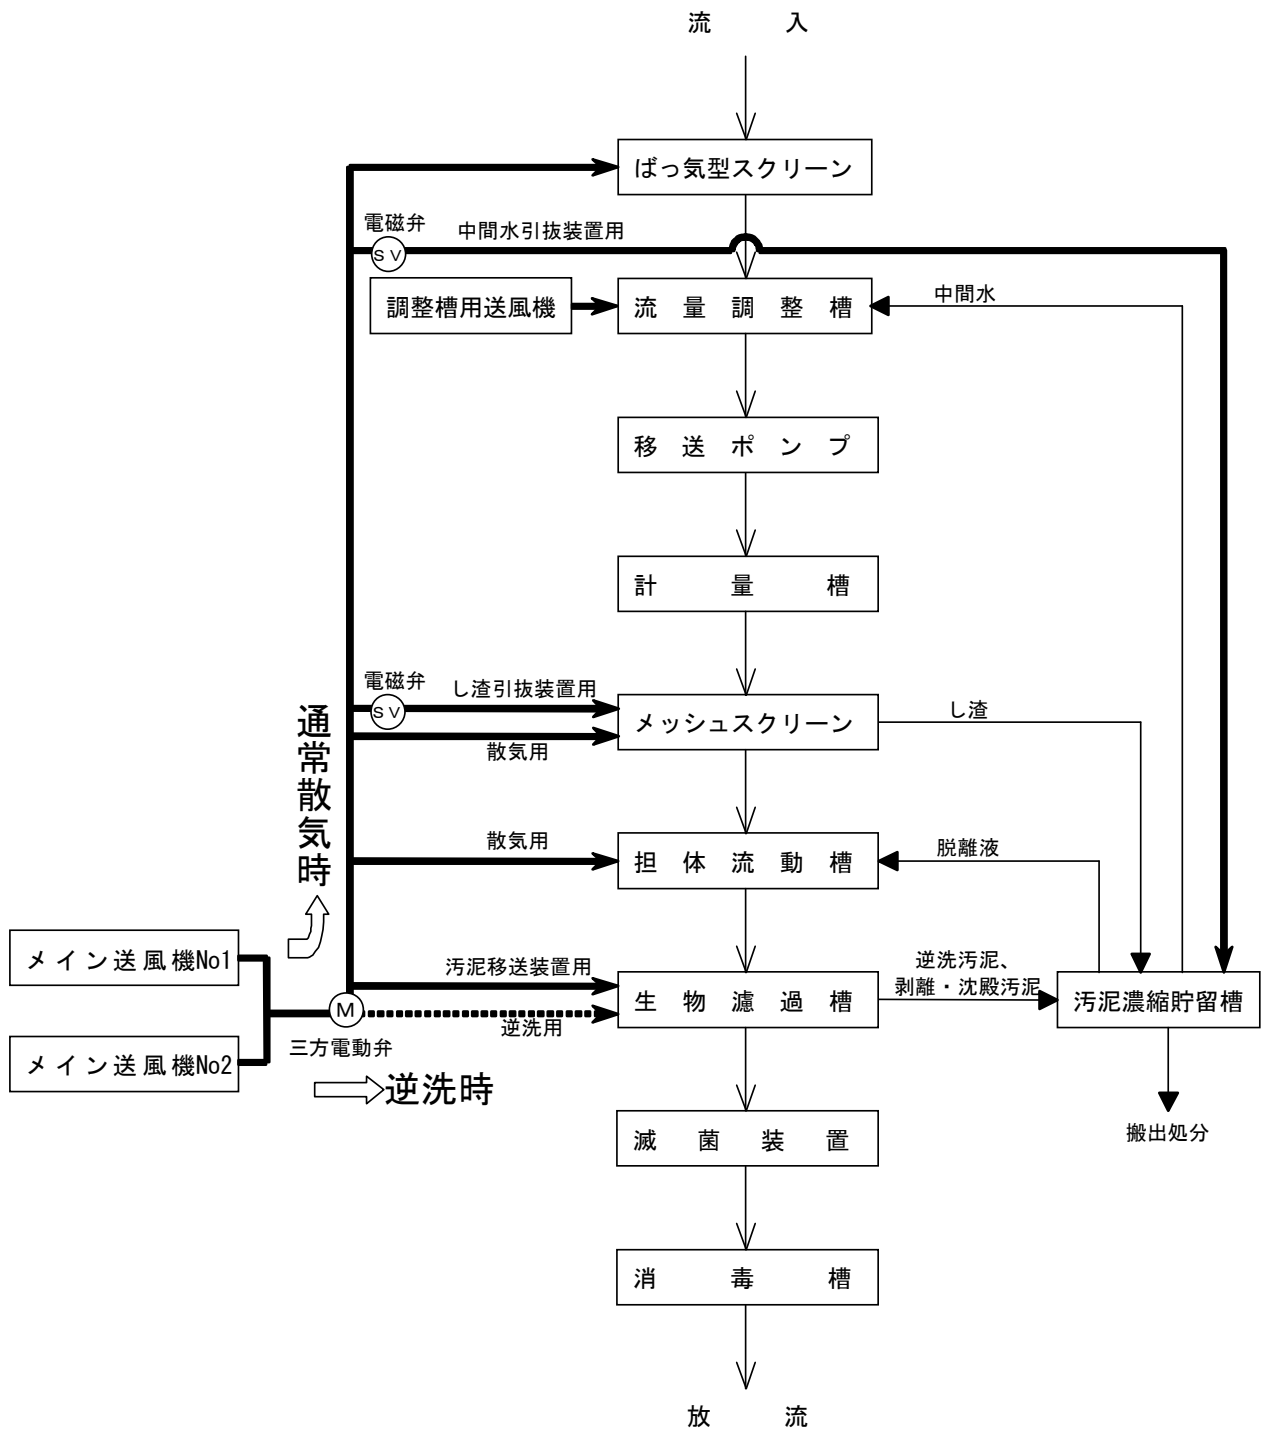 流入
ばっ気型スクリーン
電磁弁
SV
中間水引抜装置用
調整槽用送風機
流量調整槽
中間水
移送ポンプ
計量槽
電磁弁
SV
し渣引抜装置用
メッシュスクリーン
し渣
散気用
通常散気時
散気用
担体流動槽
脱離液
メイン送風機No1
汚泥移送装置用
生物濾過槽
逆洗汚泥、
剥離・沈殿汚泥
汚泥濃縮貯留槽
M
逆洗用
三方電動弁
メイン送風機No2
逆洗時
滅菌装置
搬出処分
消毒槽
放流